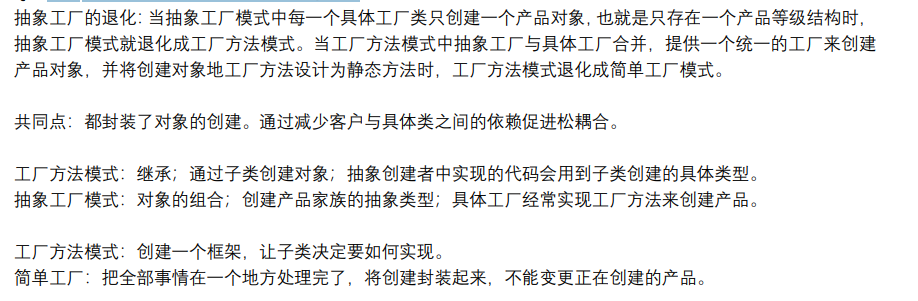 抽象工厂的退化：当抽象工厂模式中每一个具体工厂类只创建一个产品对象，也就是只存在一个产品等级结构时，
抽象工厂模式就退化成工厂方法模式。当工厂方法模式中抽象工厂与具体工厂合并，提供一个统一的工厂来创建
产品对象，并将创建对象地工厂方法设计为静态方法时，工厂方法模式退化成简单工厂模式。
共同点：都封装了对象的创建。通过减少客户与具体类之间的依赖促进松耦合。
工厂方法模式：继承；通过子类创建对象；抽象创建者中实现的代码会用到子类创建的具体类型。
抽象工厂模式：对象的组合；创建产品家族的抽象类型；具体工厂经常实现工厂方法来创建产品。
工厂方法模式：创建一个框架，让子类决定要如何实现。
简单工厂：把全部事情在一个地方处理完了，将创建封装起来，不能变更正在创建的产品。